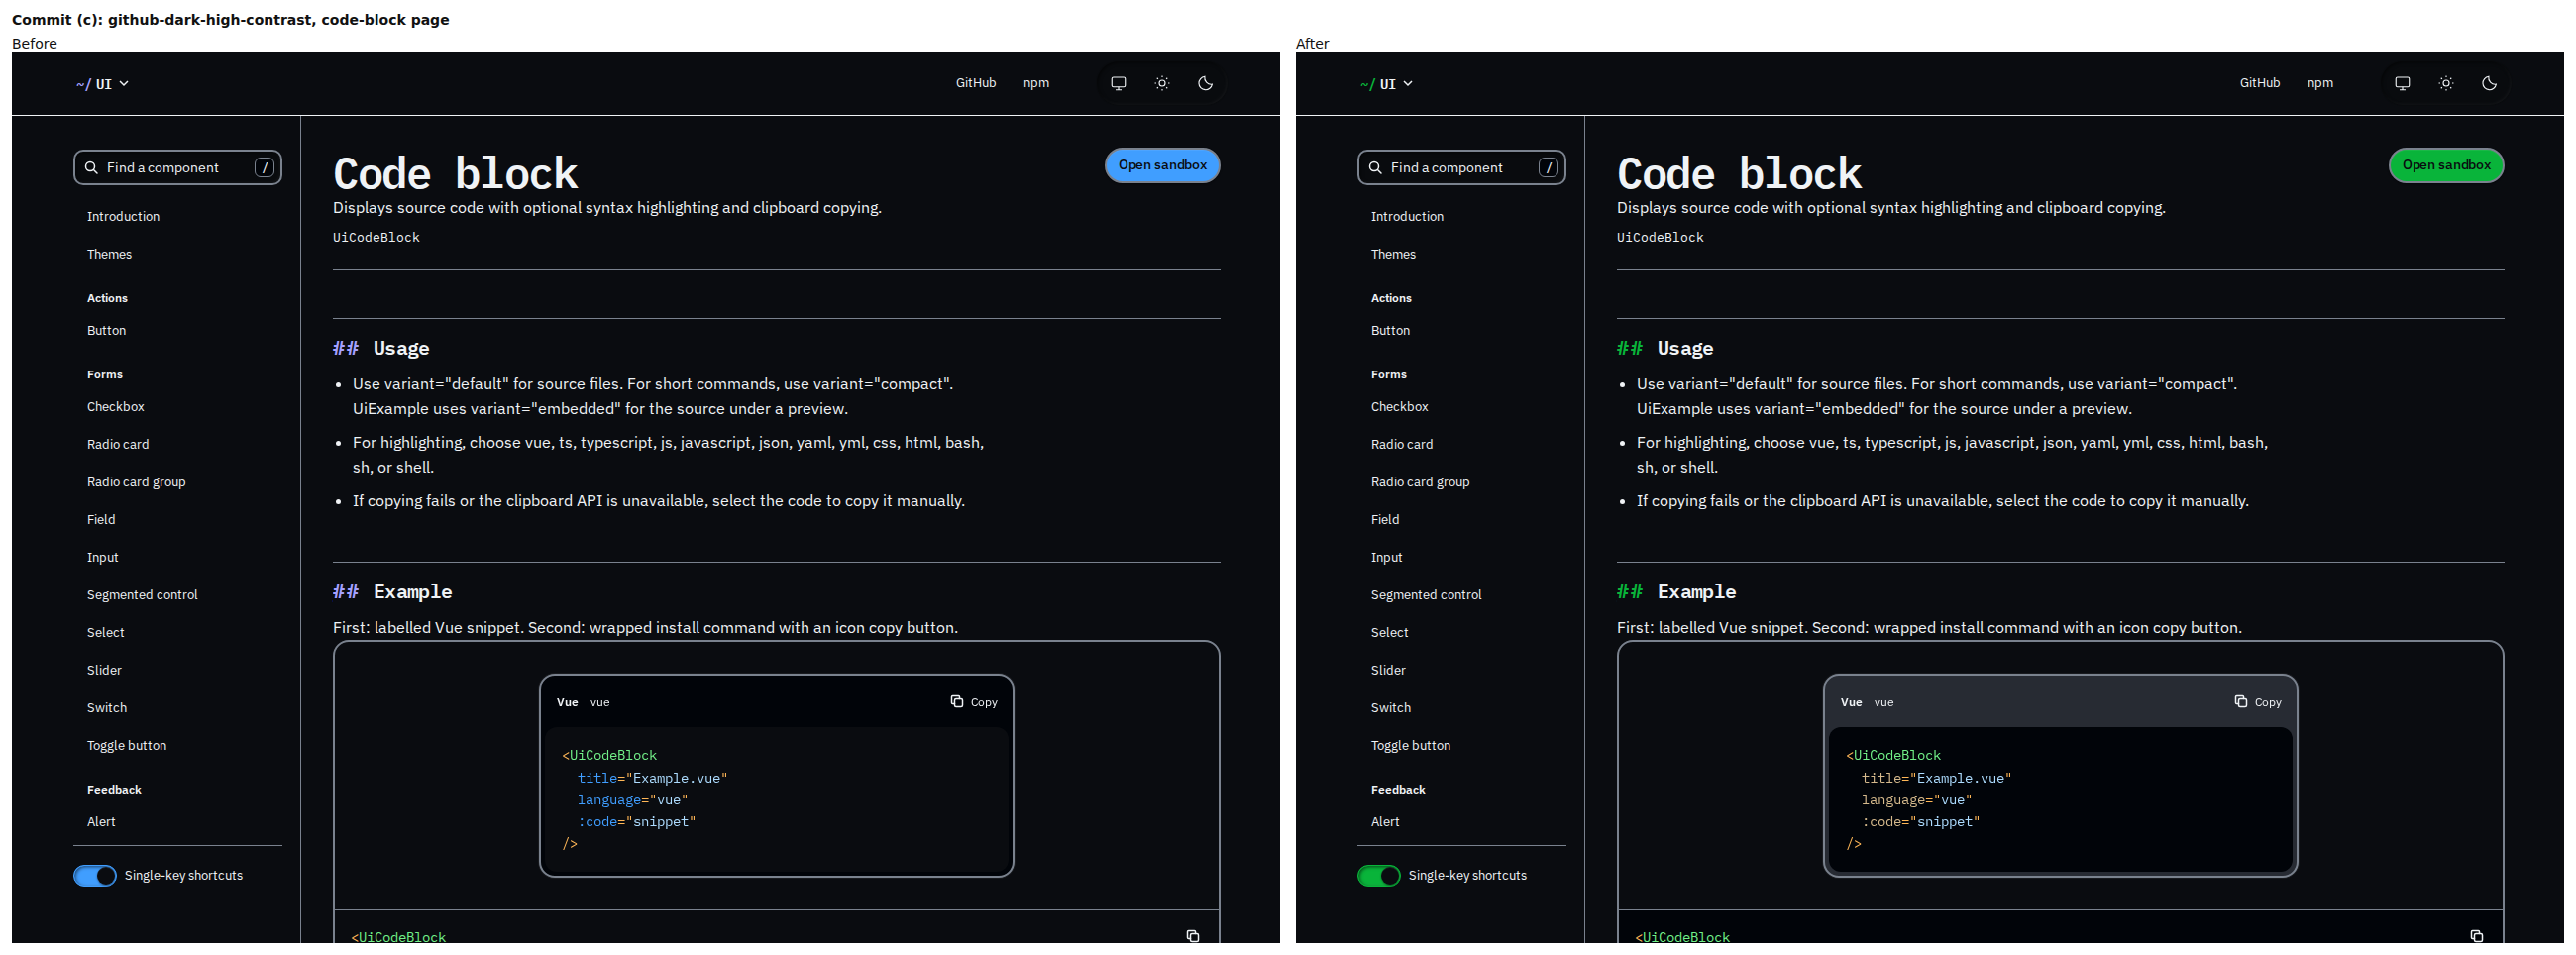 Commit (c): github-dark-high-contrast, code-block page
Before
~/ UI
GitHub npm
Find a component /
Introduction
Themes
Actions
Button
Forms
Checkbox
Radio card
Radio card group
Field
Input
Segmented control
Select
Slider
Switch
Toggle button
Feedback
Alert
Single-key shortcuts
Code block
Open sandbox
Displays source code with optional syntax highlighting and clipboard copying.
UiCodeBlock
## Usage
• Use variant="default" for source files. For short commands, use variant="compact".
UiExample uses variant="embedded" for the source under a preview.
• For highlighting, choose vue, ts, typescript, js, javascript, json, yaml, yml, css, html, bash,
sh, or shell.
• If copying fails or the clipboard API is unavailable, select the code to copy it manually.
## Example
First: labelled Vue snippet. Second: wrapped install command with an icon copy button.
Vue vue Copy
<UiCodeBlock
title="Example.vue"
language="vue"
:code="snippet"
/>
<UiCodeBlock
After
~/ UI
GitHub npm
Find a component /
Introduction
Themes
Actions
Button
Forms
Checkbox
Radio card
Radio card group
Field
Input
Segmented control
Select
Slider
Switch
Toggle button
Feedback
Alert
Single-key shortcuts
Code block
Open sandbox
Displays source code with optional syntax highlighting and clipboard copying.
UiCodeBlock
## Usage
• Use variant="default" for source files. For short commands, use variant="compact".
UiExample uses variant="embedded" for the source under a preview.
• For highlighting, choose vue, ts, typescript, js, javascript, json, yaml, yml, css, html, bash,
sh, or shell.
• If copying fails or the clipboard API is unavailable, select the code to copy it manually.
## Example
First: labelled Vue snippet. Second: wrapped install command with an icon copy button.
Vue vue Copy
<UiCodeBlock
title="Example.vue"
language="vue"
:code="snippet"
/>
<UiCodeBlock